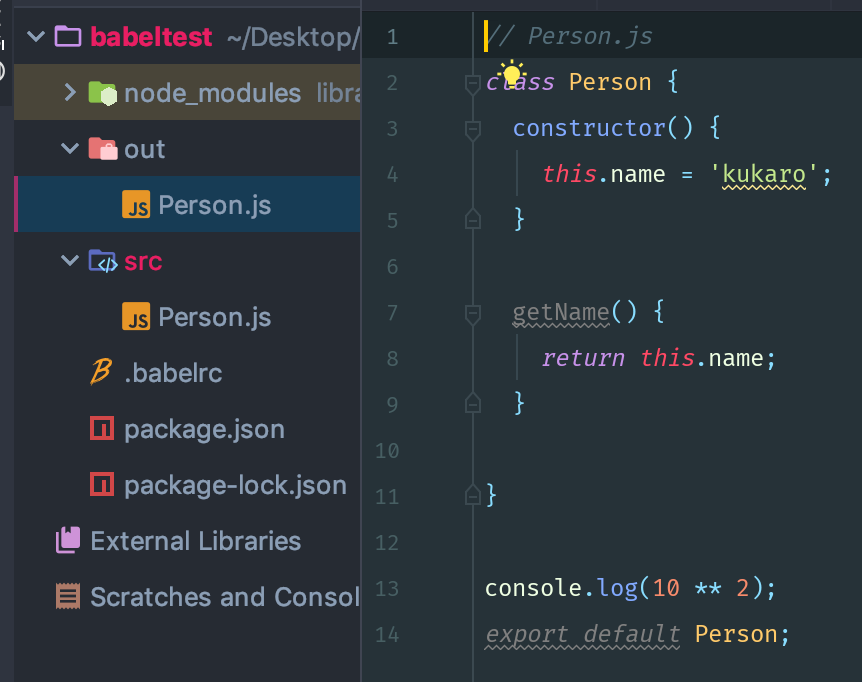 babeltest ~/Desktop/
node_modules libra
out
JS Person.js
src
JS Person.js
.babelrc
package.json
package-lock.json
External Libraries
Scratches and Consol
1 // Person.js
2 class Person {
3 constructor() {
4 this.name = 'kukaro';
5 }
6
7 getName() {
8 return this.name;
9 }
10
11 }
12
13 console.log(10 ** 2);
14 export default Person;